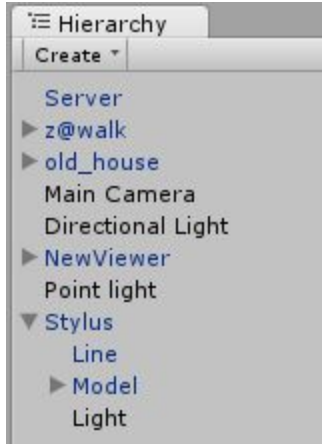 Hierarchy
Create
Server
z@walk
old_house
Main Camera
Directional Light
NewViewer
Point light
Stylus
Line
Model
Light